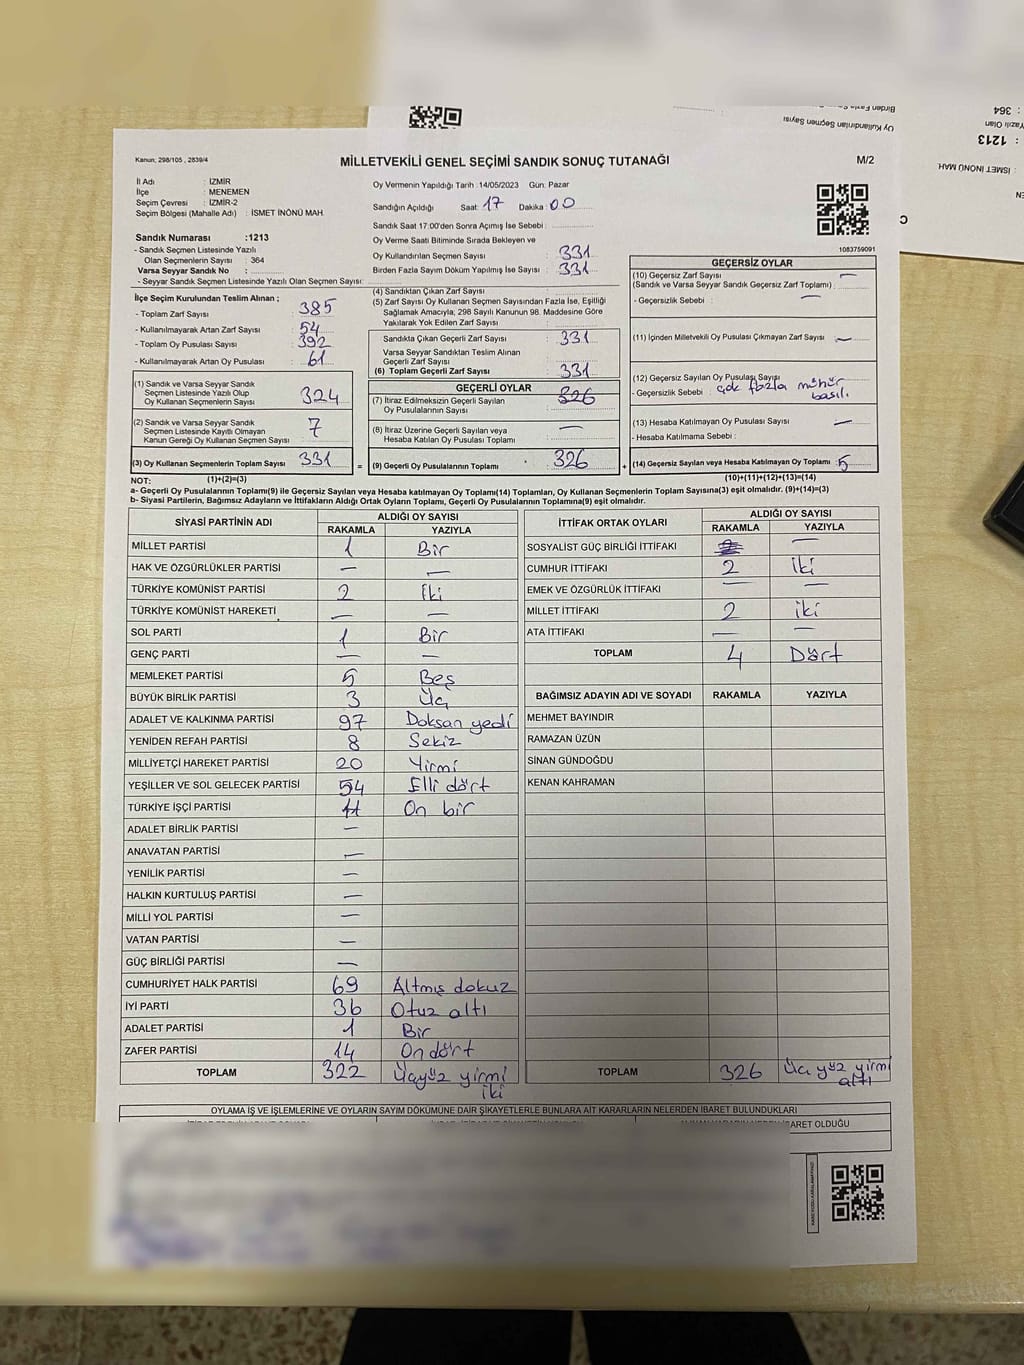 Birden Fazla S
Oy Kullandırılan Seçmen Sayısı
: 364
Yazılı Olan
: 1213
: İSMET İNÖNÜ MAH
EN
C
Kanun; 298/105 , 2839/4
MİLLETVEKİLİ GENEL SEÇİMİ SANDIK SONUÇ TUTANAĞI
M/2
İl Adı : İZMİR
İlçe : MENEMEN
Seçim Çevresi : İZMİR-2
Seçim Bölgesi (Mahalle Adı) : İSMET İNÖNÜ MAH.
Oy Vermenin Yapıldığı Tarih :14/05/2023 Gün: Pazar
Sandığın Açıldığı Saat: 17 Dakika: 00
Sandık Saat 17:00'den Sonra Açımış İse Sebebi :
Oy Verme Saati Bitiminde Sırada Bekleyen ve
Oy Kullandırılan Seçmen Sayısı : 331
Birden Fazla Sayım Döküm Yapılmış İse Sayısı : 331
1083759091
Sandık Numarası :1213
- Sandık Seçmen Listesinde Yazılı
Olan Seçmenlerin Sayısı : 364
Varsa Seyyar Sandık No :
- Seyyar Sandık Seçmen Listesinde Yazılı Olan Seçmen Sayısı:
İlçe Seçim Kurulundan Teslim Alınan ;
- Toplam Zarf Sayısı : 385
- Kullanılmayarak Artan Zarf Sayısı : 54
- Toplam Oy Pusulası Sayısı : 392
- Kullanılmayarak Artan Oy Pusulası : 61
(1) Sandık ve Varsa Seyyar Sandık
Seçmen Listesinde Yazılı Olup
Oy Kullanan Seçmenlerin Sayısı 324
(2) Sandık ve Varsa Seyyar Sandık
Seçmen Listesinde Kayıtlı Olmayan
Kanun Gereği Oy Kullanan Seçmen Sayısı 7
(3) Oy Kullanan Seçmenlerin Toplam Sayısı 331
(4) Sandıktan Çıkan Zarf Sayısı :
(5) Zarf Sayısı Oy Kullanan Seçmen Sayısından Fazla İse, Eşitliği
Sağlamak Amacıyla, 298 Sayılı Kanunun 98. Maddesine Göre
Yakılarak Yok Edilen Zarf Sayısı :
Sandıkta Çıkan Geçerli Zarf Sayısı : 331
Varsa Seyyar Sandıktan Teslim Alınan
Geçerli Zarf Sayısı :
(6) Toplam Geçerli Zarf Sayısı : 331
GEÇERLİ OYLAR
(7) İtiraz Edilmeksizin Geçerli Sayılan
Oy Pusulalarının Sayısı : 326
(8) İtiraz Üzerine Geçerli Sayılan veya
Hesaba Katılan Oy Pusulası Toplamı : —
= (9) Geçerli Oy Pusulalarının Toplamı : 326 +
GEÇERSİZ OYLAR
(10) Geçersiz Zarf Sayısı —
(Sandık ve Varsa Seyyar Sandık Geçersiz Zarf Toplamı) :
- Geçersizlik Sebebi : —
(11) İçinden Milletvekili Oy Pusulası Çıkmayan Zarf Sayısı : —
(12) Geçersiz Sayılan Oy Pusulası Sayısı :
- Geçersizlik Sebebi : çok fazla mühür
basılı.
(13) Hesaba Katılmayan Oy Pusulası Sayısı : —
- Hesaba Katılmama Sebebi :
(14) Geçersiz Sayılan veya Hesaba Katılmayan Oy Toplamı : 5
NOT: (1)+(2)=(3) (10)+(11)+(12)+(13)=(14)
a- Geçerli Oy Pusulalarının Toplamı(9) ile Geçersiz Sayılan veya Hesaba katılmayan Oy Toplamı(14) Toplamları, Oy Kullanan Seçmenlerin Toplam Sayısına(3) eşit olmalıdır. (9)+(14)=(3)
b- Siyasi Partilerin, Bağımsız Adayların ve İttifakların Aldığı Ortak Oyların Toplamı, Geçerli Oy Pusulalarının Toplamına(9) eşit olmalıdır.
SİYASİ PARTİNİN ADI ALDIĞI OY SAYISI
RAKAMLA YAZIYLA
MİLLET PARTİSİ 1 Bir
HAK VE ÖZGÜRLÜKLER PARTİSİ — —
TÜRKİYE KOMÜNİST PARTİSİ 2 İki
TÜRKİYE KOMÜNİST HAREKETİ — —
SOL PARTİ 1 Bir
GENÇ PARTİ — —
MEMLEKET PARTİSİ 5 Beş
BÜYÜK BİRLİK PARTİSİ 3 Üç
ADALET VE KALKINMA PARTİSİ 97 Doksan yedi
YENİDEN REFAH PARTİSİ 8 Sekiz
MİLLİYETÇİ HAREKET PARTİSİ 20 Yirmi
YEŞİLLER VE SOL GELECEK PARTİSİ 54 Elli dört
TÜRKİYE İŞÇİ PARTİSİ 11 On bir
ADALET BİRLİK PARTİSİ —
ANAVATAN PARTİSİ —
YENİLİK PARTİSİ —
HALKIN KURTULUŞ PARTİSİ —
MİLLİ YOL PARTİSİ —
VATAN PARTİSİ —
GÜÇ BİRLİĞİ PARTİSİ —
CUMHURİYET HALK PARTİSİ 69 Altmış dokuz
İYİ PARTİ 36 Otuz altı
ADALET PARTİSİ 1 Bir
ZAFER PARTİSİ 14 On dört
TOPLAM 322 Üçyüz yirmi
iki
İTTİFAK ORTAK OYLARI ALDIĞI OY SAYISI
RAKAMLA YAZIYLA
SOSYALİST GÜÇ BİRLİĞİ İTTİFAKI —
CUMHUR İTTİFAKI 2 iki
EMEK VE ÖZGÜRLÜK İTTİFAKI — —
MİLLET İTTİFAKI 2 iki
ATA İTTİFAKI — —
TOPLAM 4 Dört
BAĞIMSIZ ADAYIN ADI VE SOYADI RAKAMLA YAZIYLA
MEHMET BAYINDIR
RAMAZAN ÜZÜN
SİNAN GÜNDOĞDU
KENAN KAHRAMAN
TOPLAM 326 Üçyüz yirmi
altı
OYLAMA İŞ VE İŞLEMLERİNE VE OYLARIN SAYIM DÖKÜMÜNE DAİR ŞİKAYETLERLE BUNLARA AİT KARARLARIN NELERDEN İBARET BULUNDUKLARI
İBARET OLDUĞU